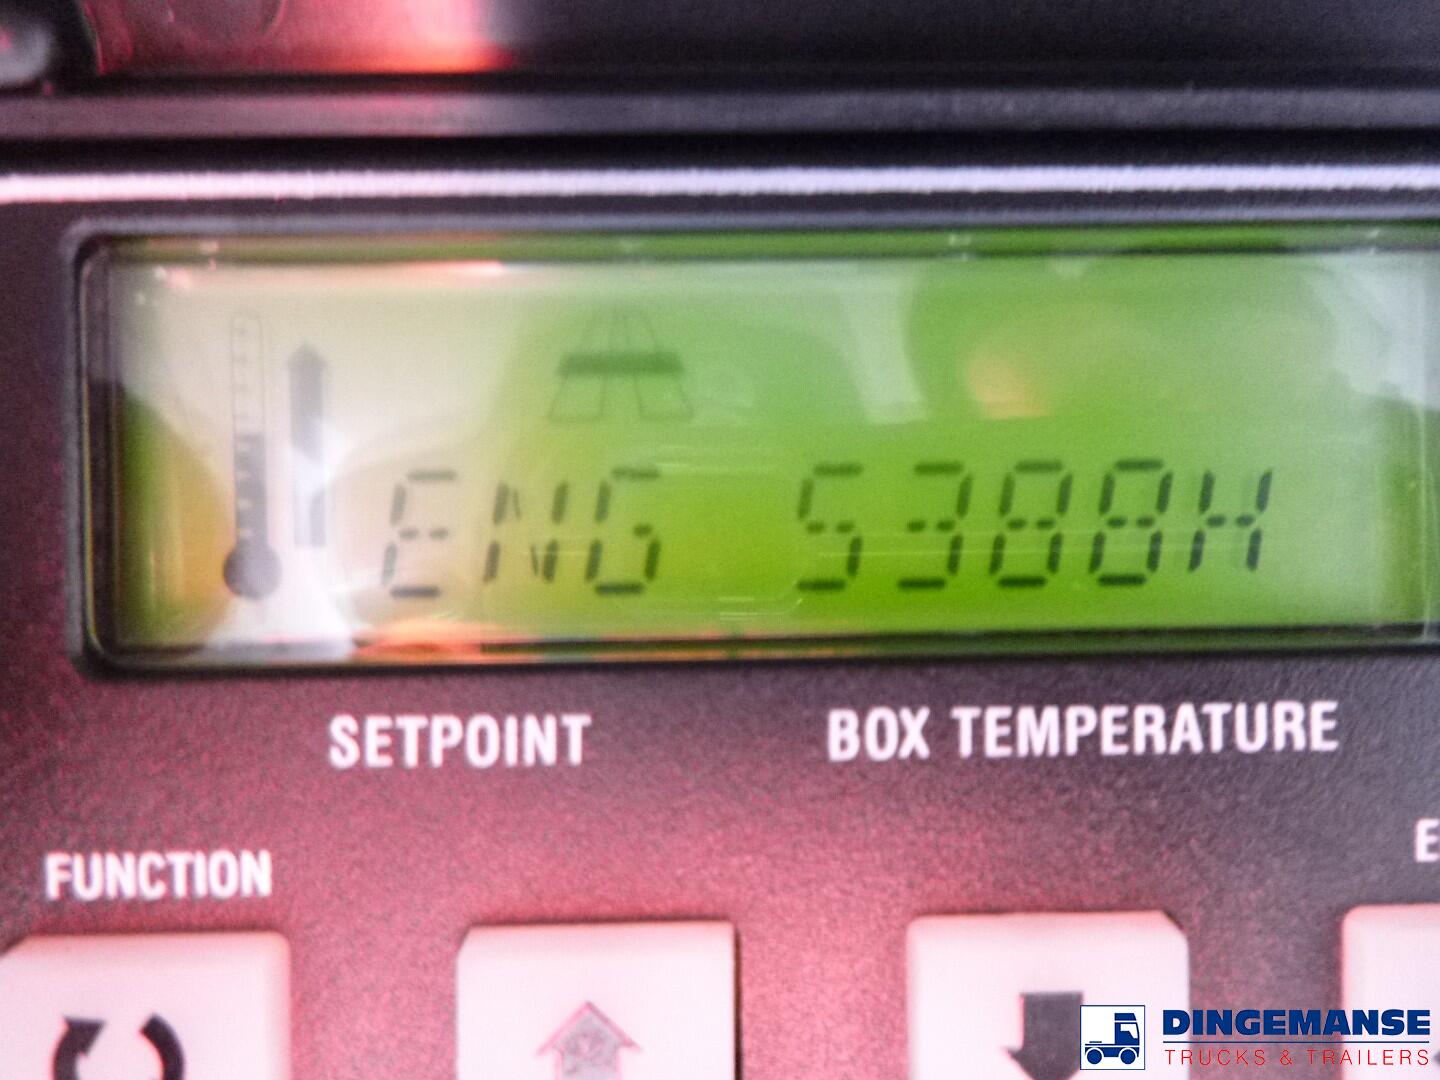 ENG 5388H
SETPOINT
BOX TEMPERATURE
FUNCTION
E
DINGEMANSE
TRUCKS & TRAILERS